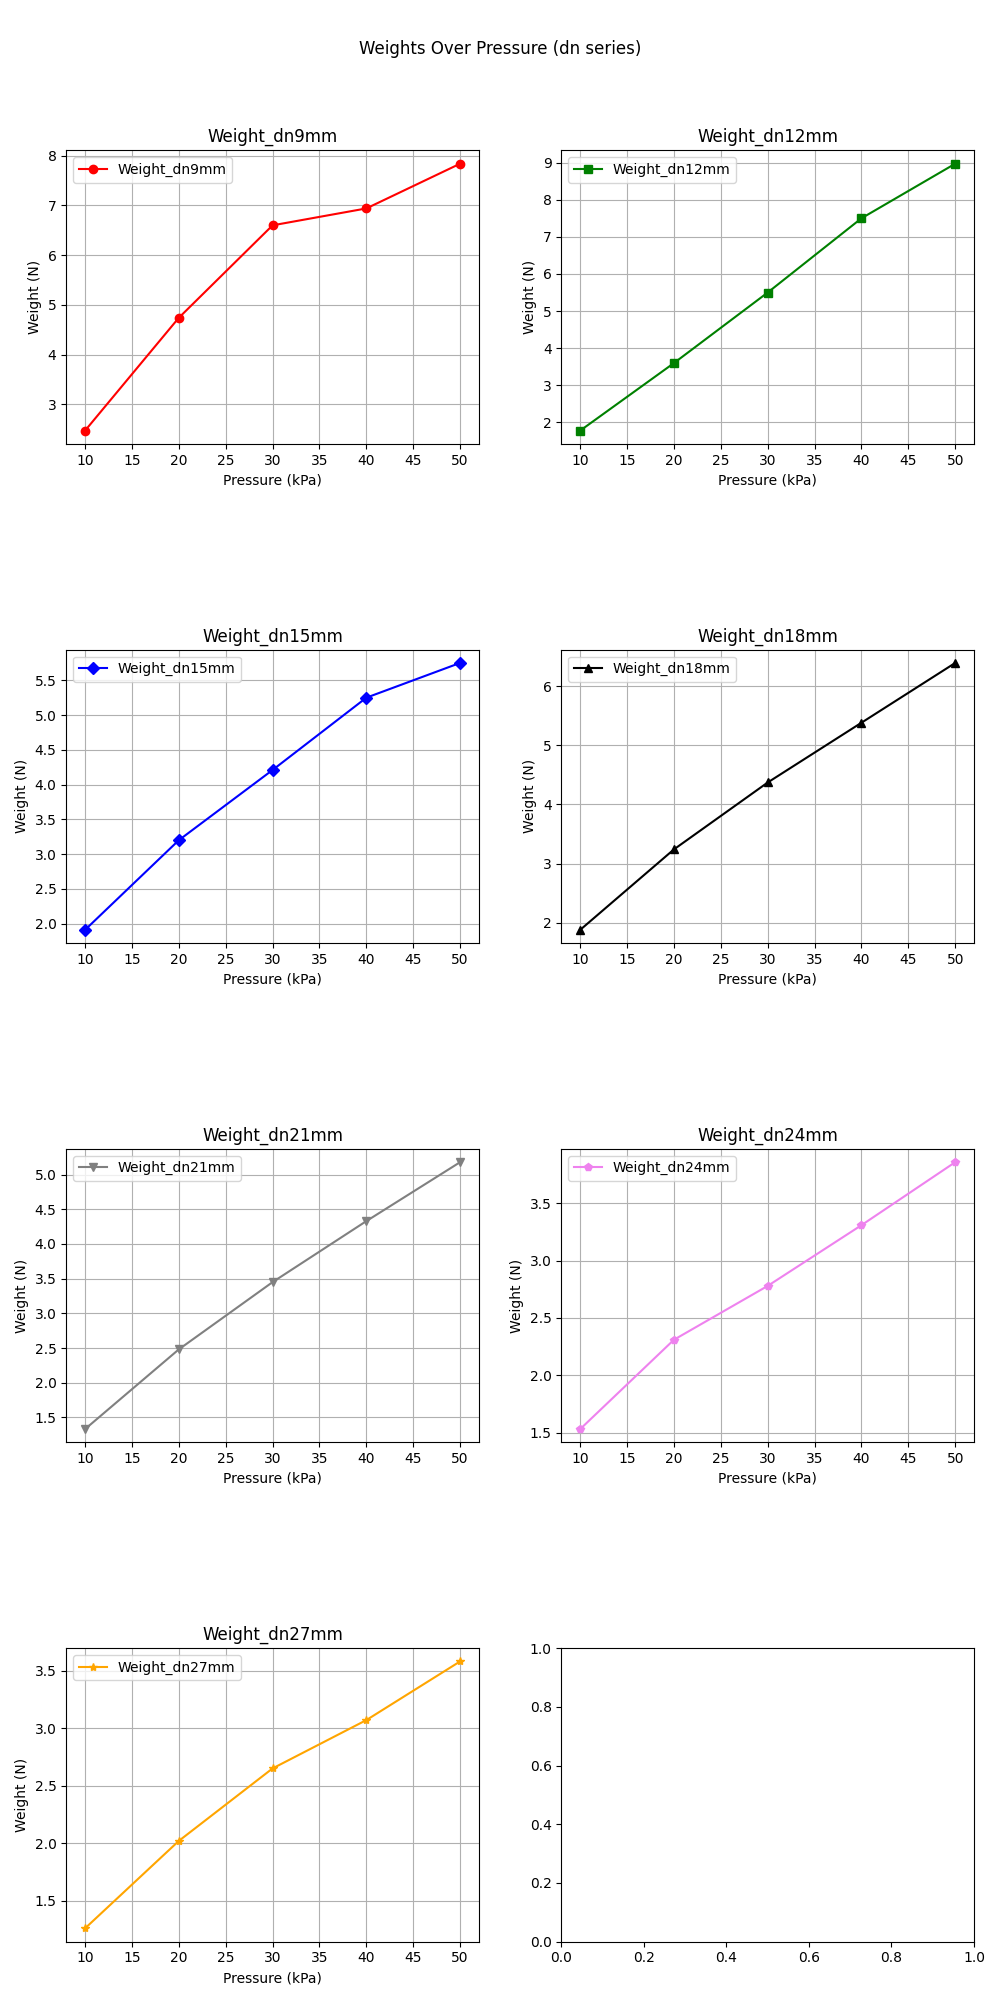 Weights Over Pressure (dn series)
Weight_dn9mm
Weight_dn9mm
8
7
6
5
4
3
Weight (N)
10 15 20 25 30 35 40 45 50
Pressure (kPa)
Weight_dn12mm
Weight_dn12mm
9
8
7
6
5
4
3
2
Weight (N)
10 15 20 25 30 35 40 45 50
Pressure (kPa)
Weight_dn15mm
Weight_dn15mm
5.5
5.0
4.5
4.0
3.5
3.0
2.5
2.0
Weight (N)
10 15 20 25 30 35 40 45 50
Pressure (kPa)
Weight_dn18mm
Weight_dn18mm
6
5
4
3
2
Weight (N)
10 15 20 25 30 35 40 45 50
Pressure (kPa)
Weight_dn21mm
Weight_dn21mm
5.0
4.5
4.0
3.5
3.0
2.5
2.0
1.5
Weight (N)
10 15 20 25 30 35 40 45 50
Pressure (kPa)
Weight_dn24mm
Weight_dn24mm
3.5
3.0
2.5
2.0
1.5
Weight (N)
10 15 20 25 30 35 40 45 50
Pressure (kPa)
Weight_dn27mm
Weight_dn27mm
3.5
3.0
2.5
2.0
1.5
Weight (N)
10 15 20 25 30 35 40 45 50
Pressure (kPa)
1.0
0.8
0.6
0.4
0.2
0.0
0.0 0.2 0.4 0.6 0.8 1.0